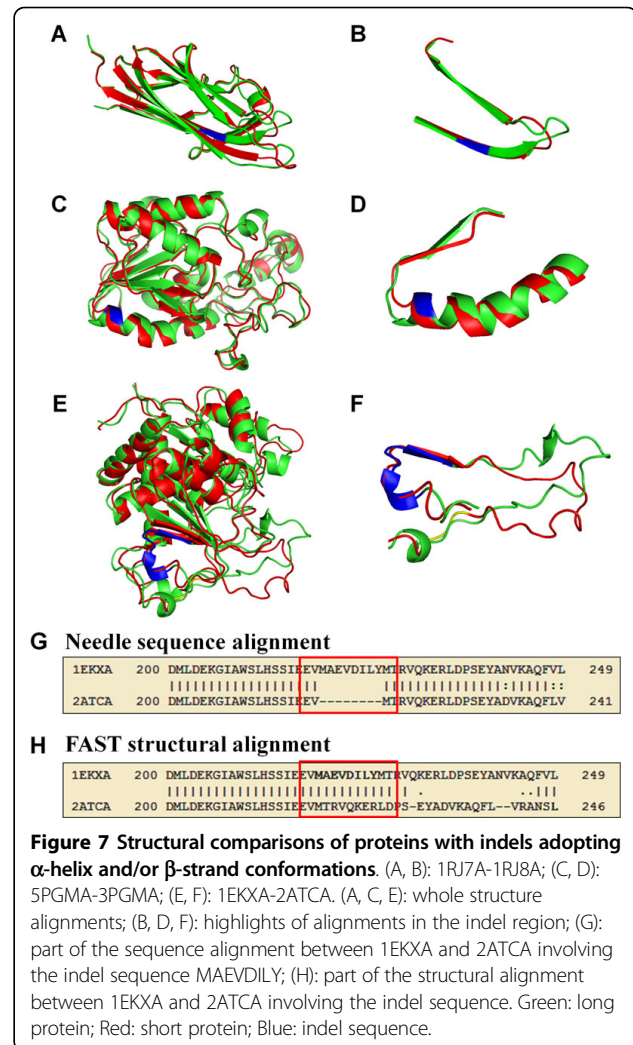 A
B
C
D
E
F
G Needle sequence alignment
1EKXA 200 DMLDEKGIAWSLHSSIEEVMAEVDILYMTRVQKERLDPSEYANVKAQFVL 249
||||||||||||||||||| ||||||||||||||:|||||::
2ATCA 200 DMLDEKGIAWSLHSSIEEV--------MTRVQKERLDPSEYADVKAQFLV 241
H FAST structural alignment
1EKXA 200 DMLDEKGIAWSLHSSIEEVMAEVDILYMTRVQKERLDPSEYANVKAQFVL 249
||||||||||||||||||||||||||||||| . ..|||
2ATCA 200 DMLDEKGIAWSLHSSIEEVMTRVQKERLDPS-EYADVKAQFL--VRANSL 246
Figure 7 Structural comparisons of proteins with indels adopting
α-helix and/or β-strand conformations. (A, B): 1RJ7A-1RJ8A; (C, D):
5PGMA-3PGMA; (E, F): 1EKXA-2ATCA. (A, C, E): whole structure
alignments; (B, D, F): highlights of alignments in the indel region; (G):
part of the sequence alignment between 1EKXA and 2ATCA involving
the indel sequence MAEVDILY; (H): part of the structural alignment
between 1EKXA and 2ATCA involving the indel sequence. Green: long
protein; Red: short protein; Blue: indel sequence.